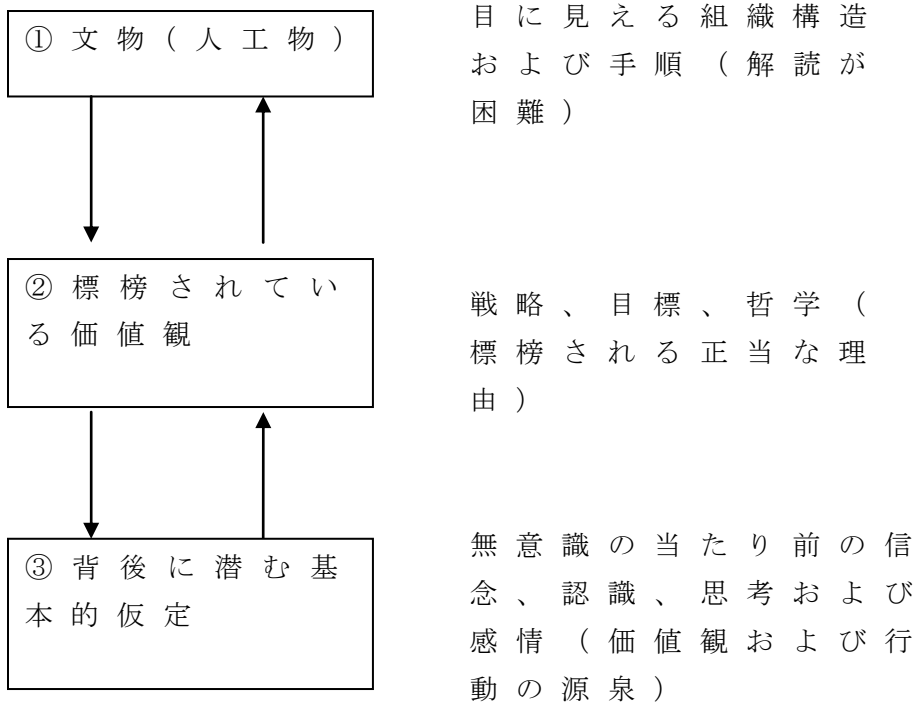 ①文物(人工物)
目に見える組織構造
および手順(解読が
困難)
②標榜されてい
る価値観
戦略、目標、哲学(
標榜される正当な理
由)
③背後に潜む基
本的仮定
無意識の当たり前の信
念、認識、思考および
感情(価値観および行
動の源泉)